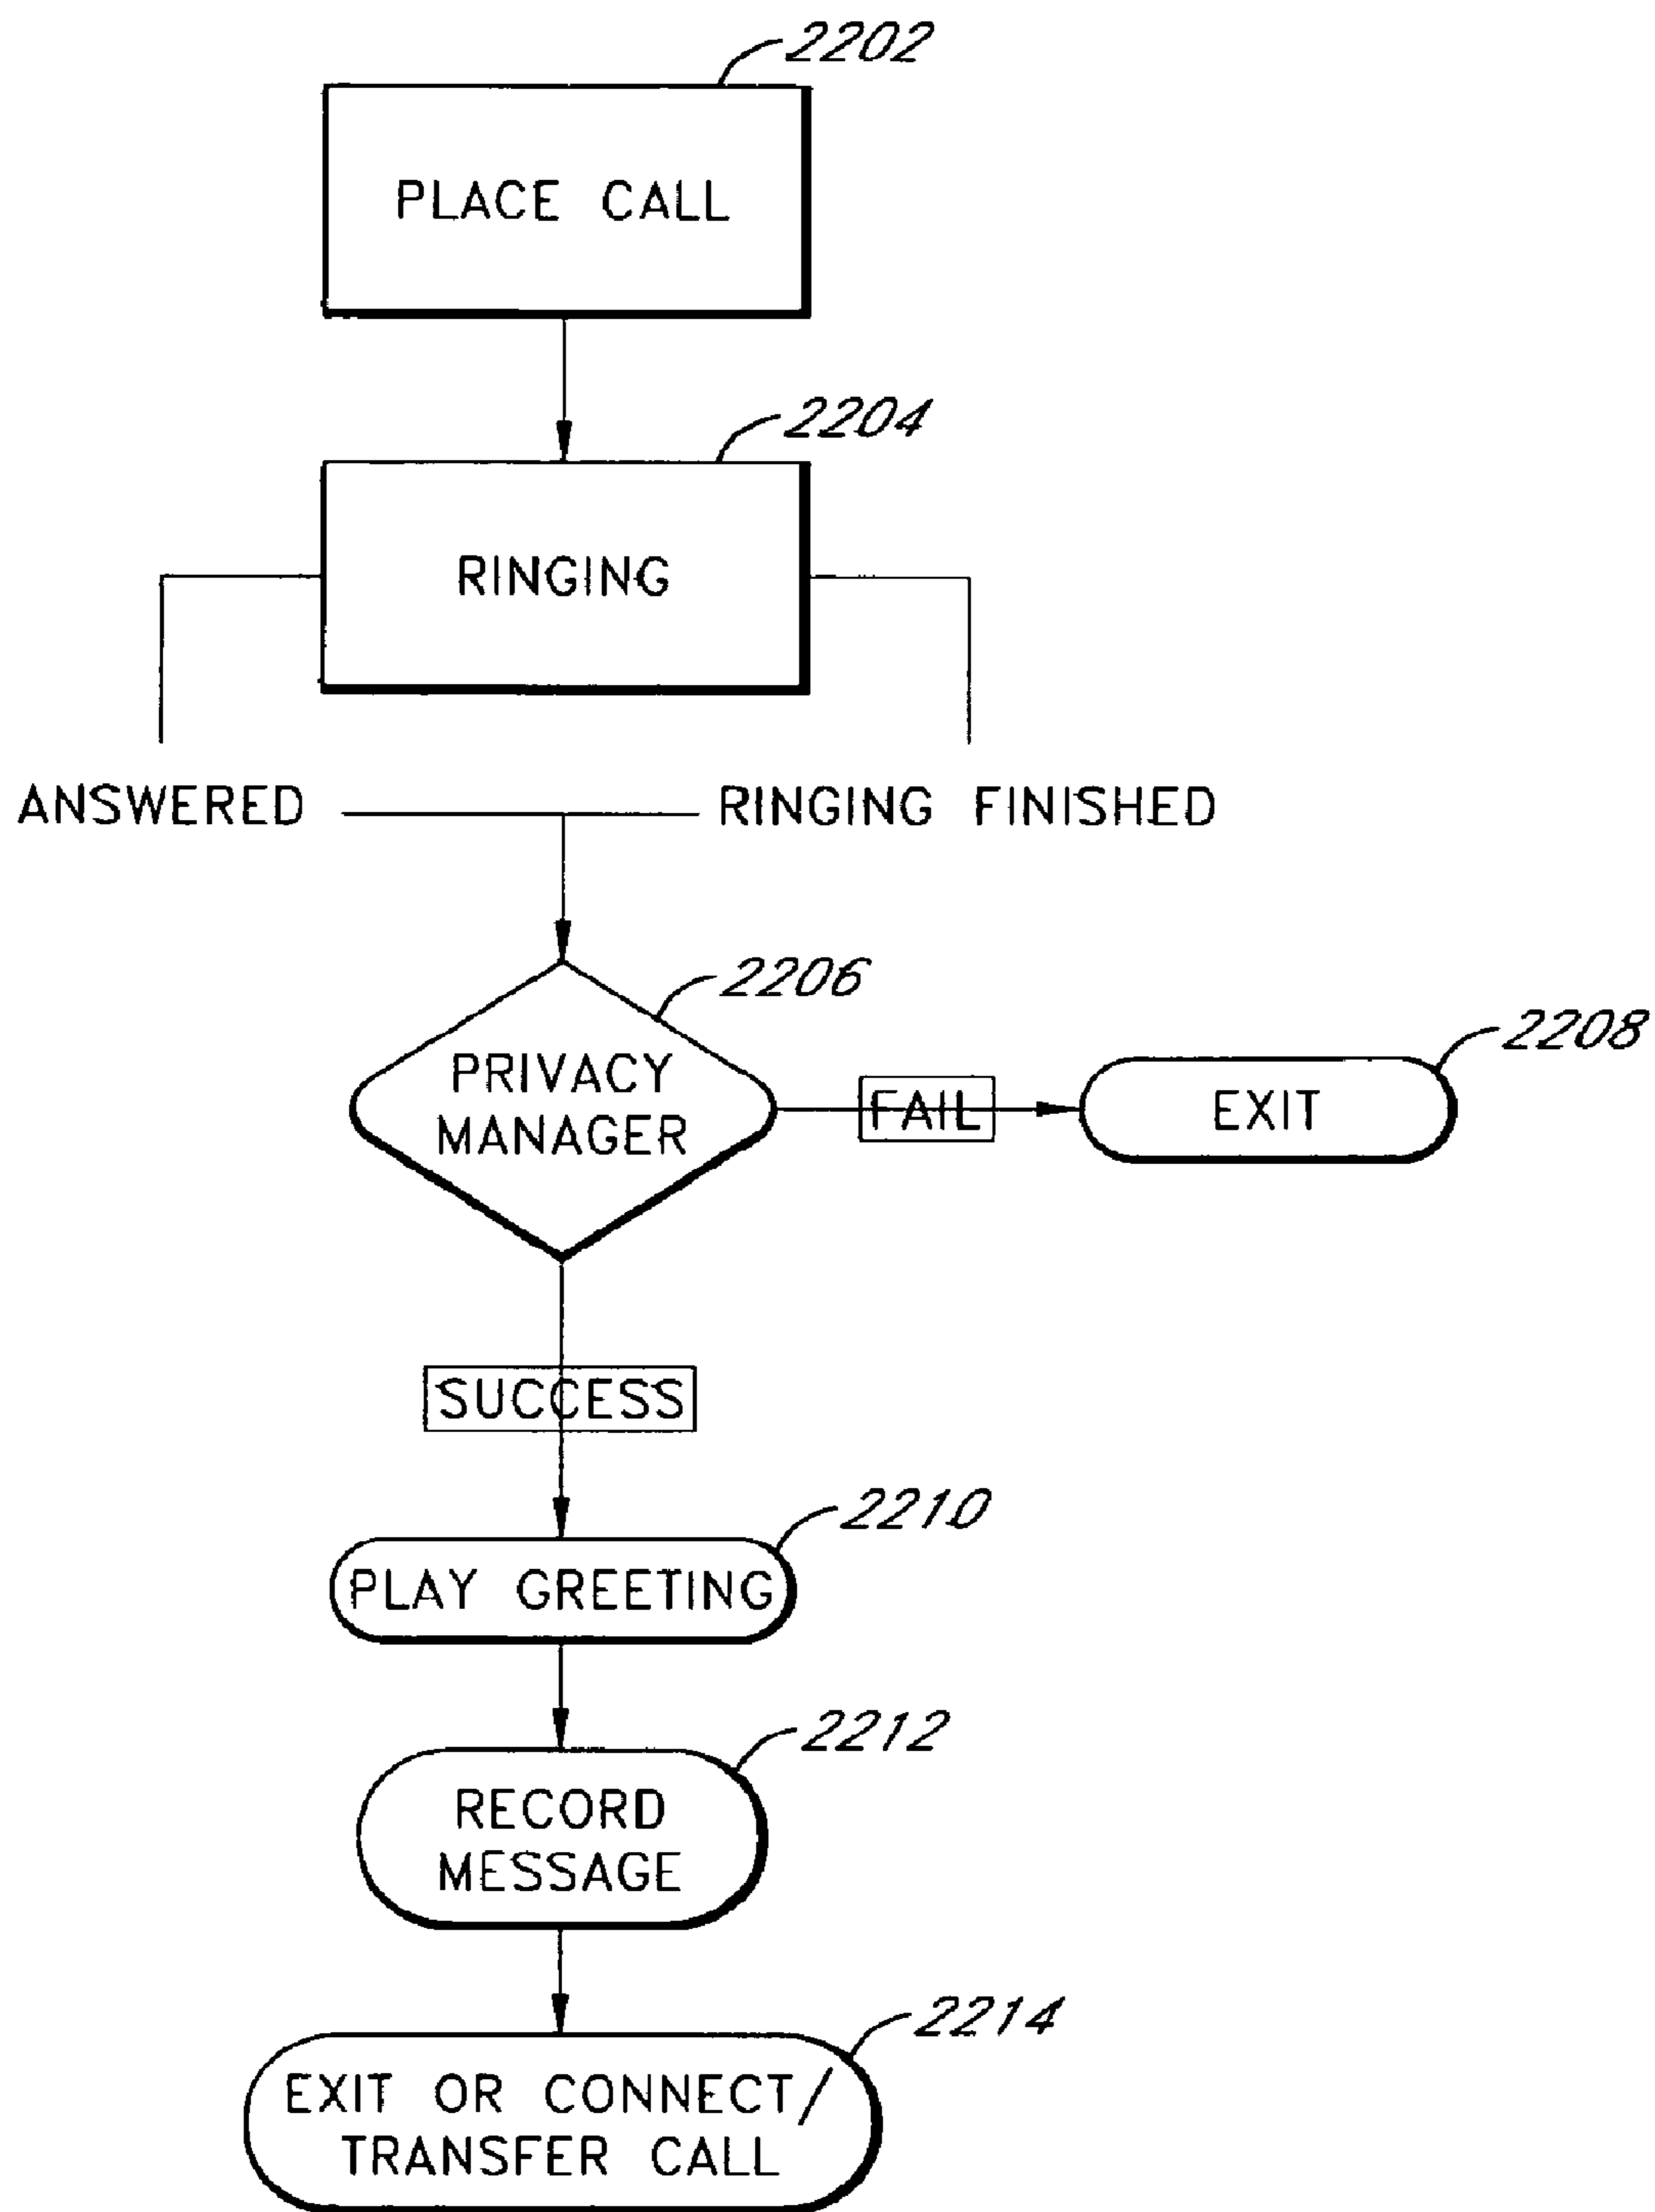 2202
PLACE CALL
2204
RINGING
ANSWERED
RINGING FINISHED
2206
PRIVACY
MANAGER
FAIL
2208
EXIT
SUCCESS
2210
PLAY GREETING
2212
RECORD
MESSAGE
2214
EXIT OR CONNECT/
TRANSFER CALL